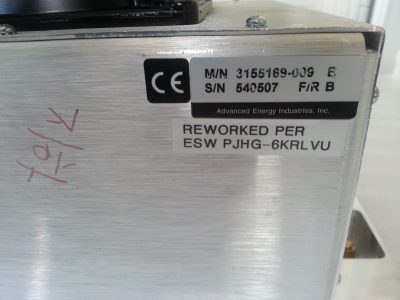 CE
M/N 3155169-009 B
S/N 540507 F/R B
Advanced Energy Industries, Inc.
REWORKED PER
ESW PJHG-6KRLVU